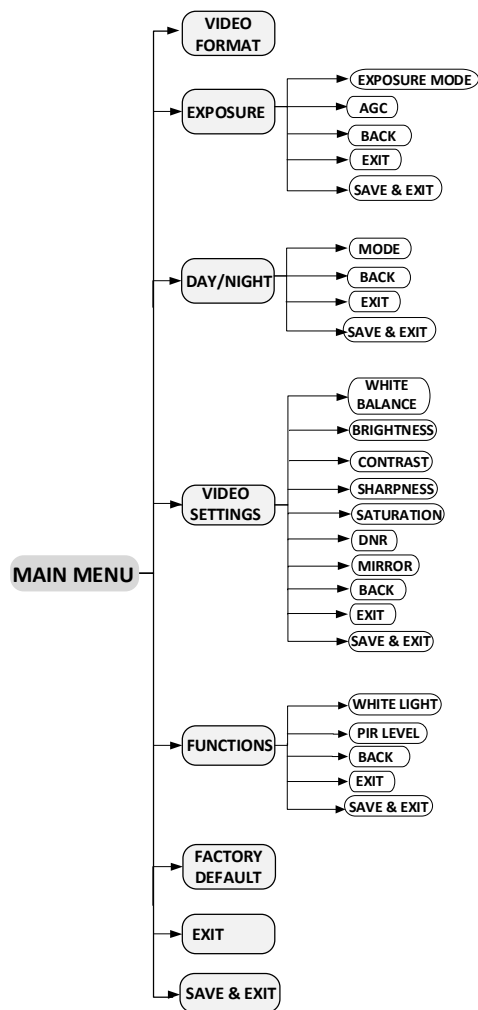 MAIN MENU
VIDEO
FORMAT
EXPOSURE
EXPOSURE MODE
AGC
BACK
EXIT
SAVE & EXIT
DAY/NIGHT
MODE
BACK
EXIT
SAVE & EXIT
VIDEO
SETTINGS
WHITE
BALANCE
BRIGHTNESS
CONTRAST
SHARPNESS
SATURATION
DNR
MIRROR
BACK
EXIT
SAVE & EXIT
FUNCTIONS
WHITE LIGHT
PIR LEVEL
BACK
EXIT
SAVE & EXIT
FACTORY
DEFAULT
EXIT
SAVE & EXIT